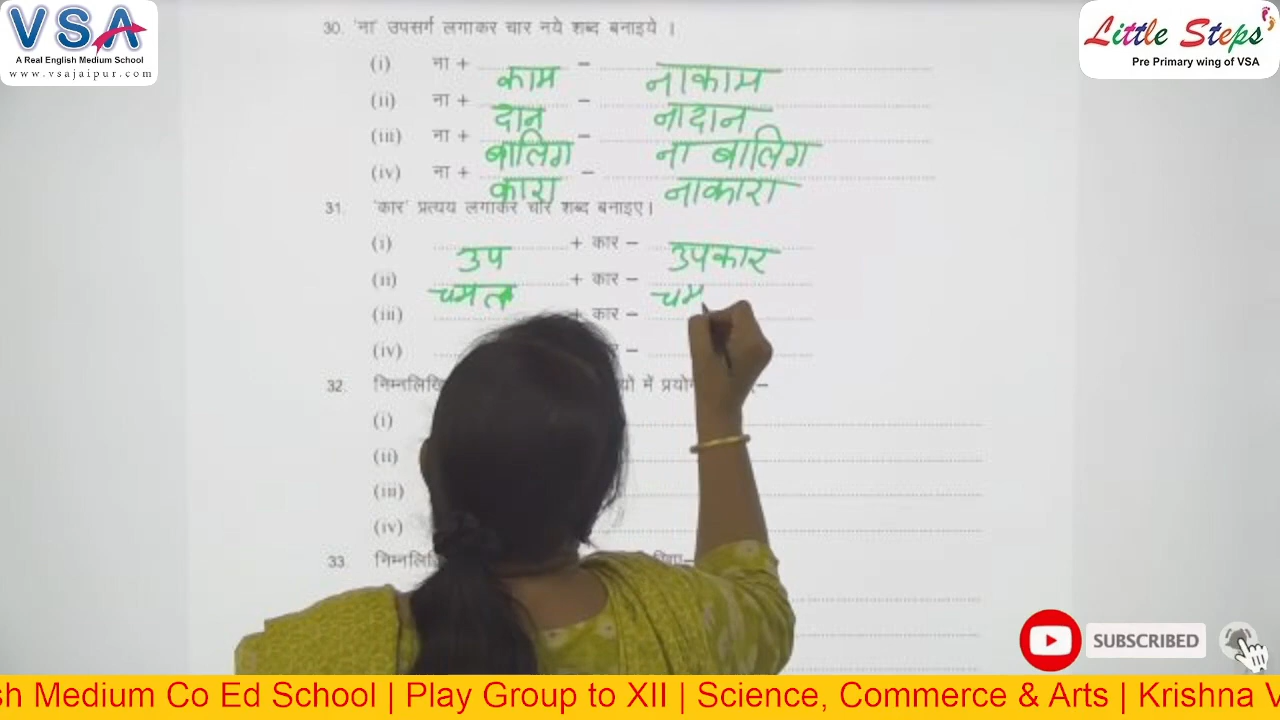 VSA
A Real English Medium School
www.vsajaipur.com
Little Steps
Pre Primary wing of VSA
30. 'ना' उपसर्ग लगाकर चार नये शब्द बनाइये ।
(i) ना + काम – नाकाम
(ii) ना + दान – नादान
(iii) ना + बालिग – ना बालिग
(iv) ना + कारा – नाकारा
31. 'कार' प्रत्यय लगाकर चार शब्द बनाइए।
(i) उप + कार – उपकार
(ii) चमत् + कार – चम
(iii) + कार –
(iv) –
32. में
(i)
(ii)
(iii)
(iv)
33.
SUBSCRIBED
sh Medium Co Ed School | Play Group to XII | Science, Commerce & Arts | Krishna V